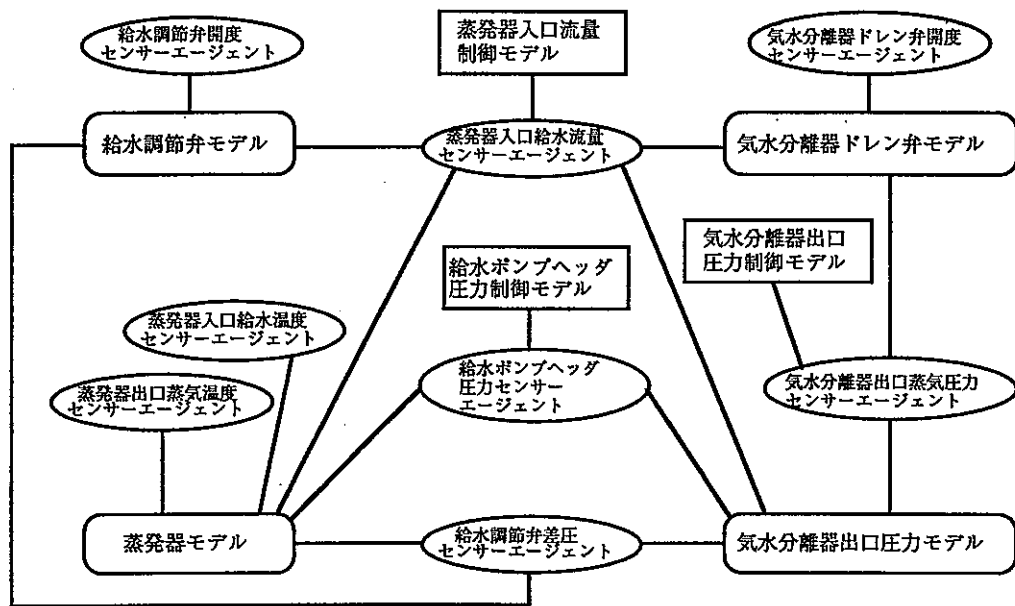 給水調節弁開度
センサーエージェント
蒸発器入口流量
制御モデル
気水分離器ドレン弁開度
センサーエージェント
給水調節弁モデル
蒸発器入口給水流量
センサーエージェント
気水分離器ドレン弁モデル
給水ポンプヘッダ
圧力制御モデル
気水分離器出口
圧力制御モデル
蒸発器入口給水温度
センサーエージェント
蒸発器出口蒸気温度
センサーエージェント
給水ポンプヘッダ
圧力センサー
エージェント
気水分離器出口蒸気圧力
センサーエージェント
蒸発器モデル
給水調節弁差圧
センサーエージェント
気水分離器出口圧力モデル